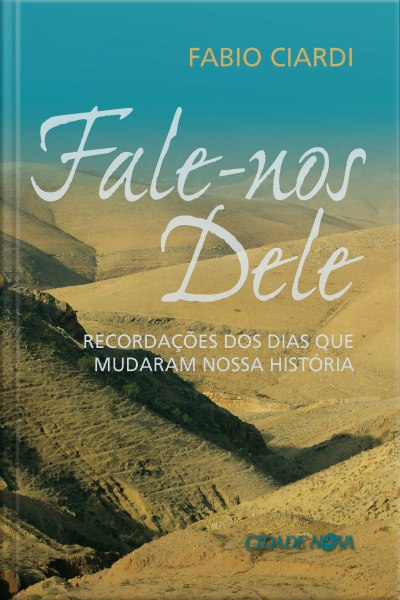 FABIO CIARDI
Fale-nos
Dele
RECORDAÇÕES DOS DIAS QUE
MUDARAM NOSSA HISTÓRIA
CIDADE NOVA